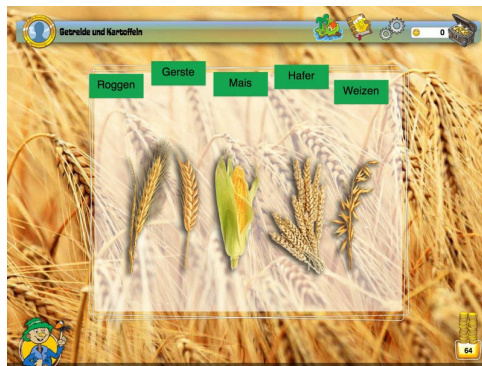 Getreide und Kartoffeln
0
Roggen
Gerste
Mais
Hafer
Weizen
64